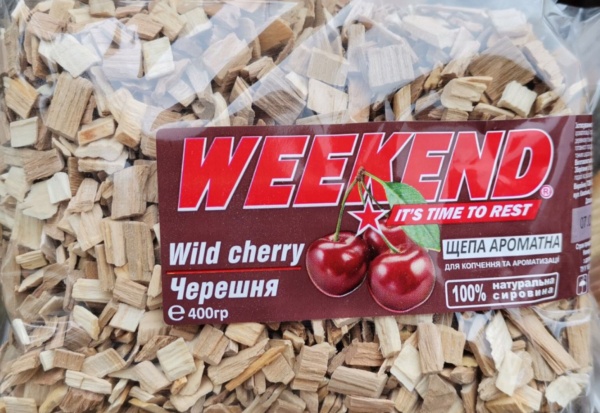 WEEKEND®
IT'S TIME TO REST
Wild cherry
Черешня
℮ 400гр
ЩЕПА АРОМАТНА
ДЛЯ КОПЧЕННЯ ТА АРОМАТИЗАЦІЇ
100% натуральна
сировина